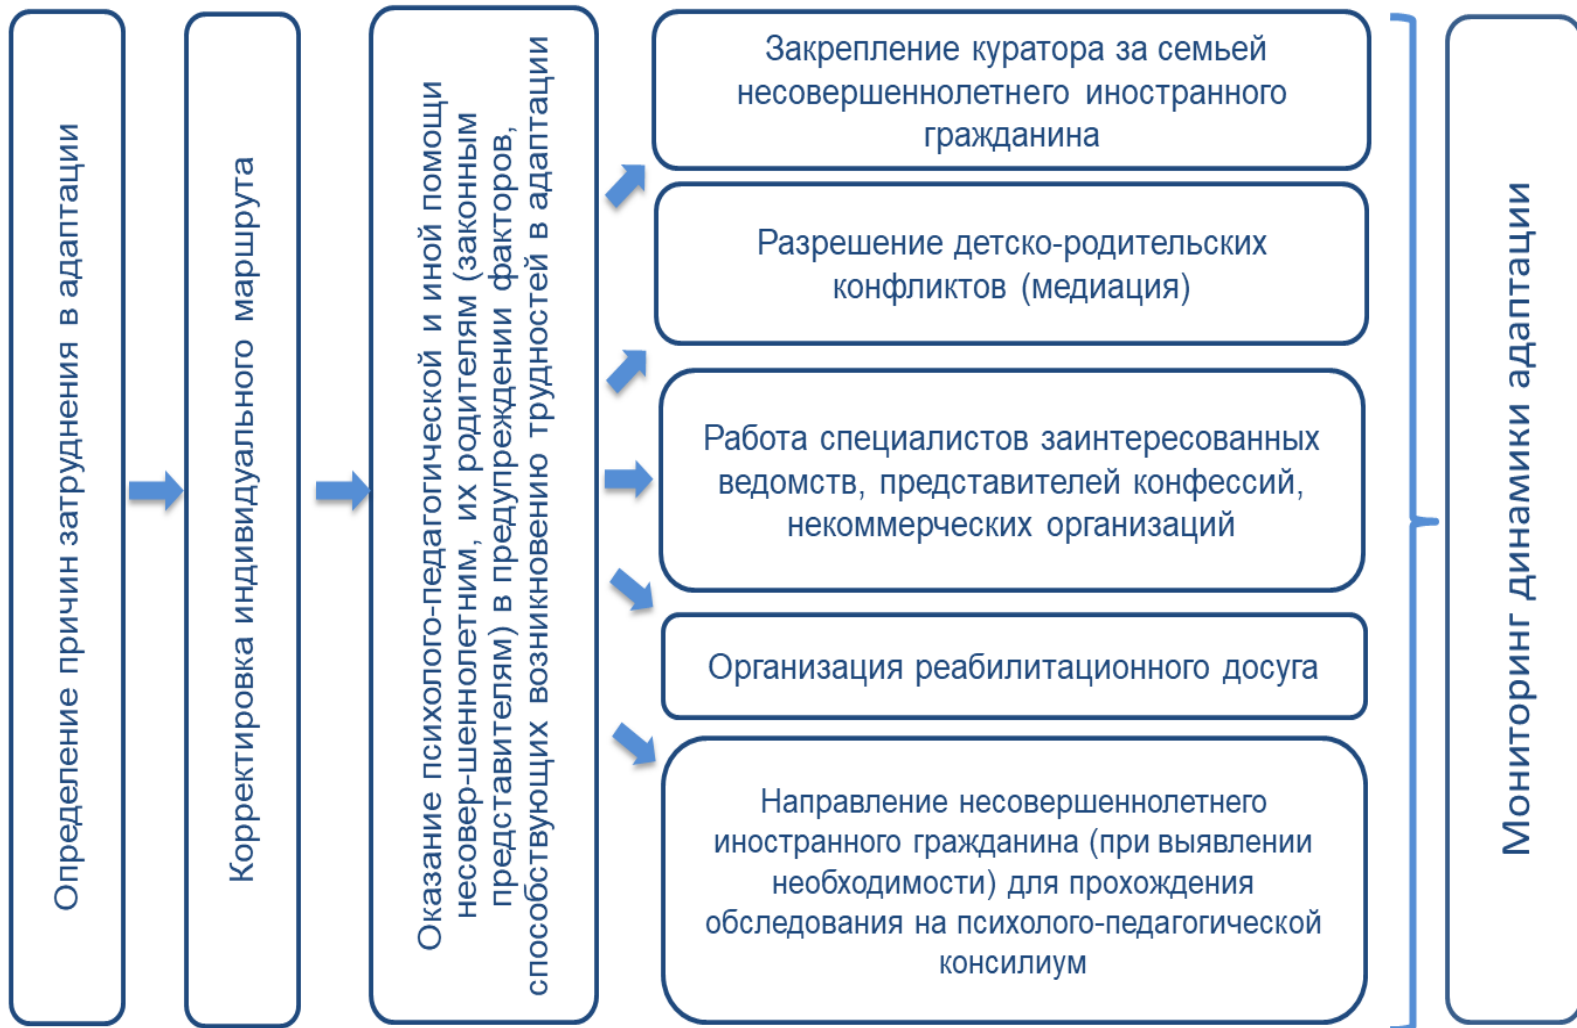 Определение причин затруднения в адаптации
Корректировка индивидуального маршрута
Оказание психолого-педагогической и иной помощи
несовер-шеннолетним, их родителям (законным
представителям) в предупреждении факторов,
способствующих возникновению трудностей в адаптации
Закрепление куратора за семьей
несовершеннолетнего иностранного
гражданина
Разрешение детско-родительских
конфликтов (медиация)
Работа специалистов заинтересованных
ведомств, представителей конфессий,
некоммерческих организаций
Организация реабилитационного досуга
Направление несовершеннолетнего
иностранного гражданина (при выявлении
необходимости) для прохождения
обследования на психолого-педагогической
консилиум
Мониторинг динамики адаптации